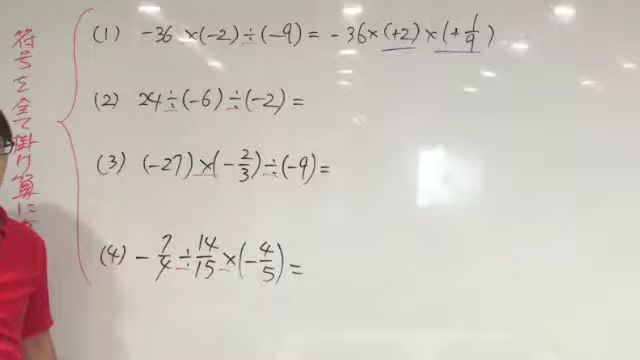 符号を全て掛け算に
(1) -36×(-2)÷(-9)=-36×(+2)×(+1/9)
(2) 24÷(-6)÷(-2)=
(3) (-27)×(-2/3)÷(-9)=
(4) -7/4÷14/15×(-4/5)=